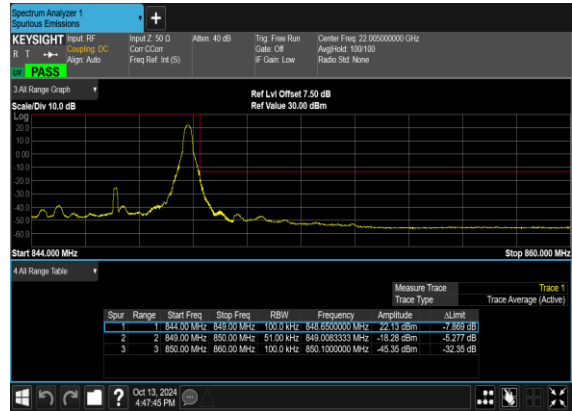 Spectrum Analyzer 1
Spurious Emissions
KEYSIGHT Input: RF Input Z: 50 Ω Atten: 40 dB Trig: Free Run Center Freq: 22.005000000 GHz
R T Coupling: DC Corr CCorr Gate: Off Avg|Hold: 100/100
Align: Auto Freq Ref: Int (S) IF Gain: Low Radio Std: None
LW PASS
3 All Range Graph
Ref Lvl Offset 7.50 dB
Scale/Div 10.0 dB Ref Value 30.00 dBm
Log
20.0
10.0
0.00
-10.0
-20.0
-30.0
-40.0
-50.0
-60.0
Start 844.000 MHz Stop 860.000 MHz
4 All Range Table
Measure Trace Trace 1
Trace Type Trace Average (Active)
Spur Range Start Freq Stop Freq RBW Frequency Amplitude ΔLimit
1 1 844.00 MHz 849.00 MHz 100.0 kHz 848.6500000 MHz 22.13 dBm -7.869 dB
2 2 849.00 MHz 850.00 MHz 51.00 kHz 849.0083333 MHz -18.28 dBm -5.277 dB
3 3 850.00 MHz 860.00 MHz 100.0 kHz 850.1000000 MHz -45.35 dBm -32.35 dB
? Oct 13, 2024
4:47:45 PM